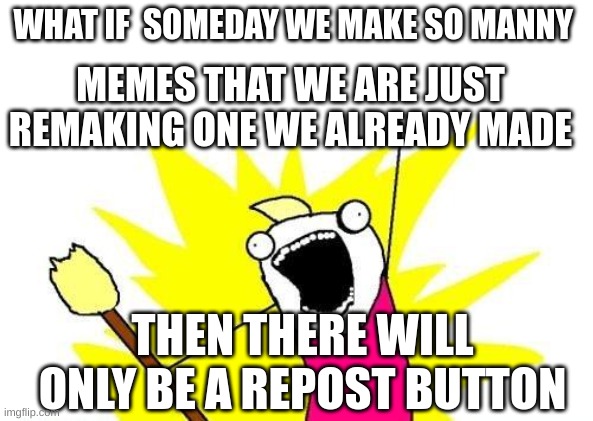 WHAT IF SOMEDAY WE MAKE SO MANNY
MEMES THAT WE ARE JUST
REMAKING ONE WE ALREADY MADE
THEN THERE WILL
ONLY BE A REPOST BUTTON
imgflip.com